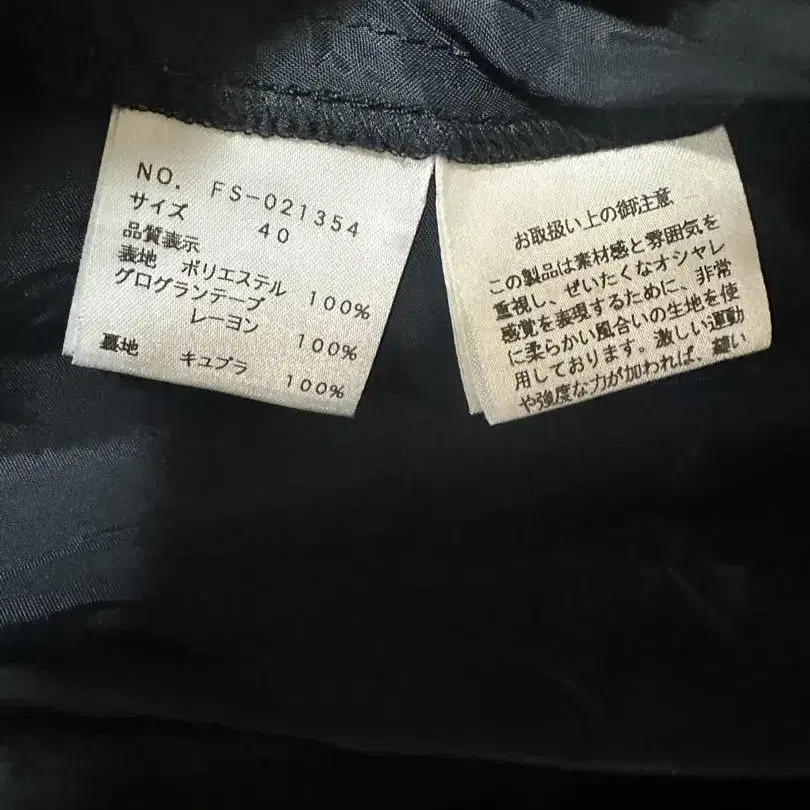 NO. FS-021354
サイズ 40
品質表示
表地 ポリエステル 100%
グログランテープ
レーヨン 100%
裏地 キュプラ 100%
お取扱い上の御注意
この製品は素材感と雰囲気を
重視し、ぜいたくなオシャレ
感覚を表現するために、非常
に柔らかい風合いの生地を使
用しております。激しい運動
や強度な力が加われば、縫い